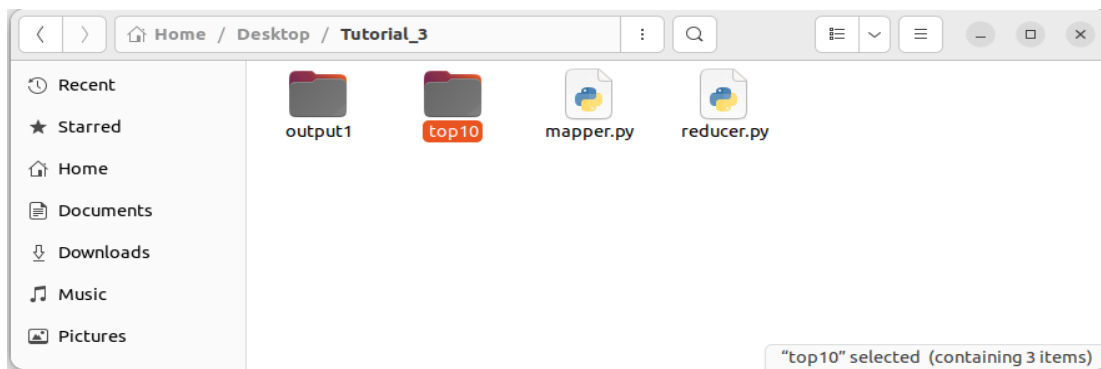 Home / Desktop / Tutorial_3
Recent
Starred
Home
Documents
Downloads
Music
Pictures
output1
top10
mapper.py
reducer.py
“top10” selected (containing 3 items)